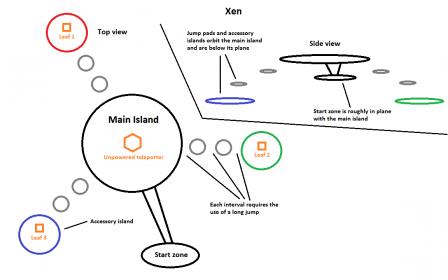 Xen
Leaf 1
Top view
Jump pads and accessory
islands orbit the main island
and are below its plane
Side view
Start zone is roughly in plane
with the main island
Main Island
Unpowered teleporter
Leaf 2
Each interval requires the
use of a long jump
Leaf 3
Accessory island
Start zone